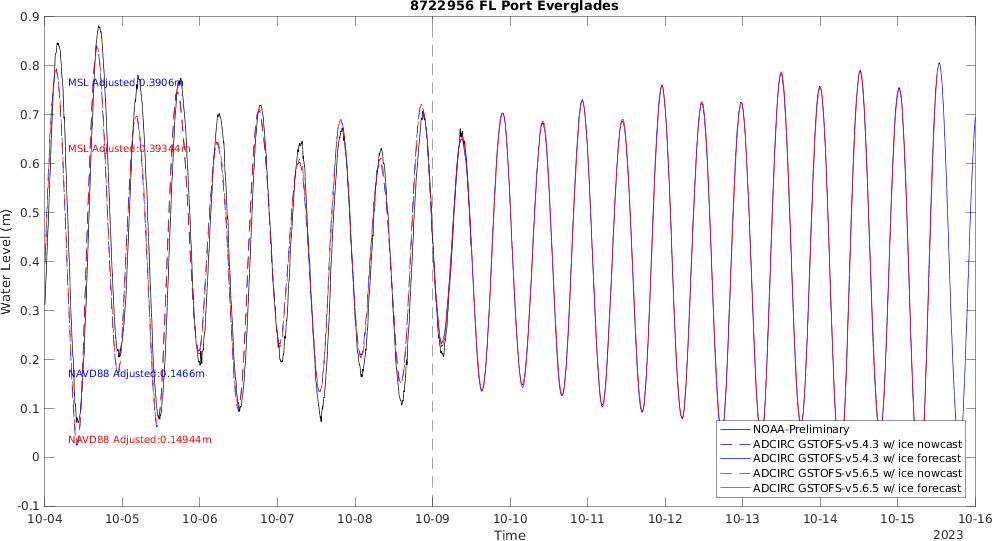 8722956 FL Port Everglades
0.9
0.8
0.7
0.6
0.5
0.4
0.3
0.2
0.1
0
-0.1
Water Level (m)
MSL Adjusted:0.3906m
MSL Adjusted:0.39344m
NAVD88 Adjusted:0.1466m
NAVD88 Adjusted:0.14944m
NOAA-Preliminary
ADCIRC GSTOFS-v5.4.3 w/ ice nowcast
ADCIRC GSTOFS-v5.4.3 w/ ice forecast
ADCIRC GSTOFS-v5.6.5 w/ ice nowcast
ADCIRC GSTOFS-v5.6.5 w/ ice forecast
10-04 10-05 10-06 10-07 10-08 10-09 10-10 10-11 10-12 10-13 10-14 10-15 10-16
Time
2023